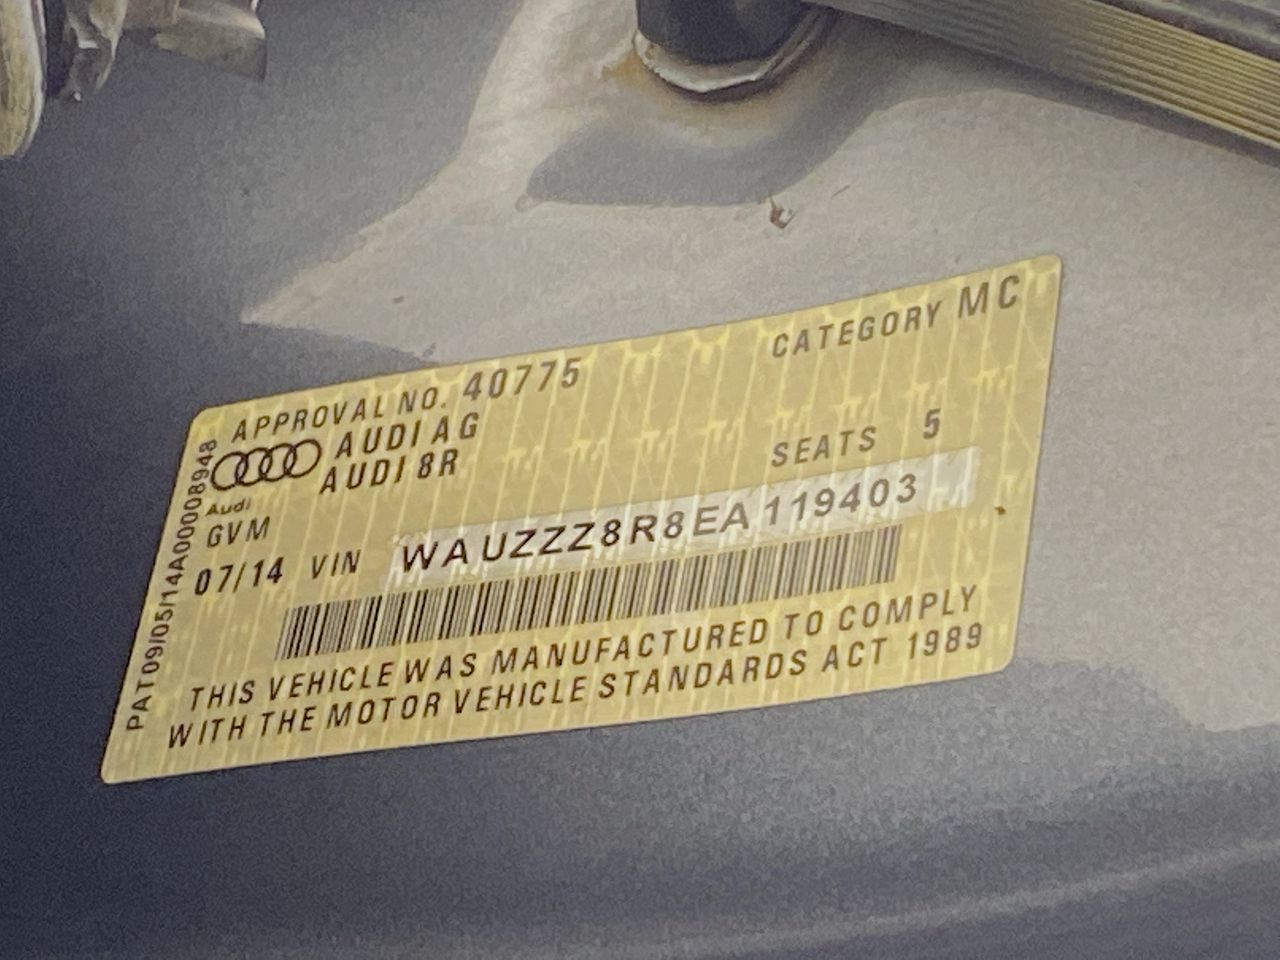 APPROVAL NO. 40775 CATEGORY MC
AUDI AG
AUDI 8R SEATS 5
Audi
GVM
07/14 VIN WAUZZZ8R8EA119403
THIS VEHICLE WAS MANUFACTURED TO COMPLY
WITH THE MOTOR VEHICLE STANDARDS ACT 1989
PAT09/05/14A00008948